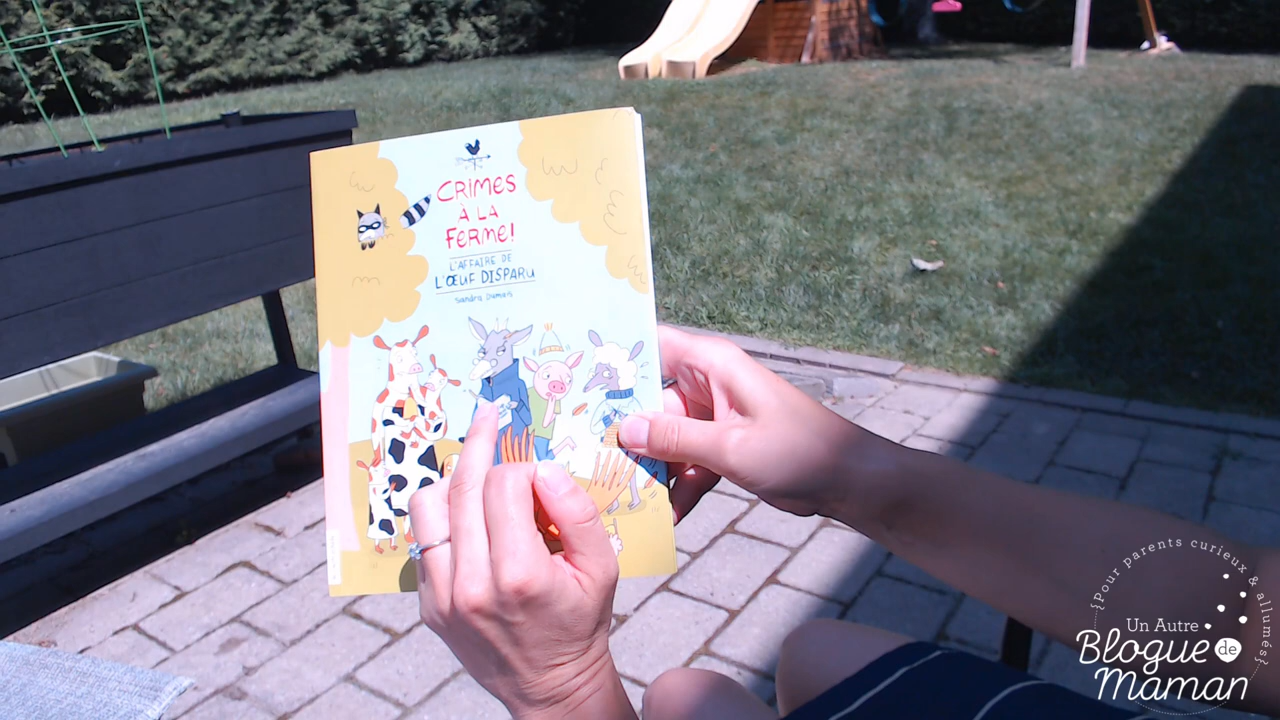 CRIMES
À LA
FERME!
L'AFFAIRE DE
L'ŒUF DISPARU
Sandra Dumais
{Pour parents curieux & allumés}
Un Autre
Blogue de
Maman